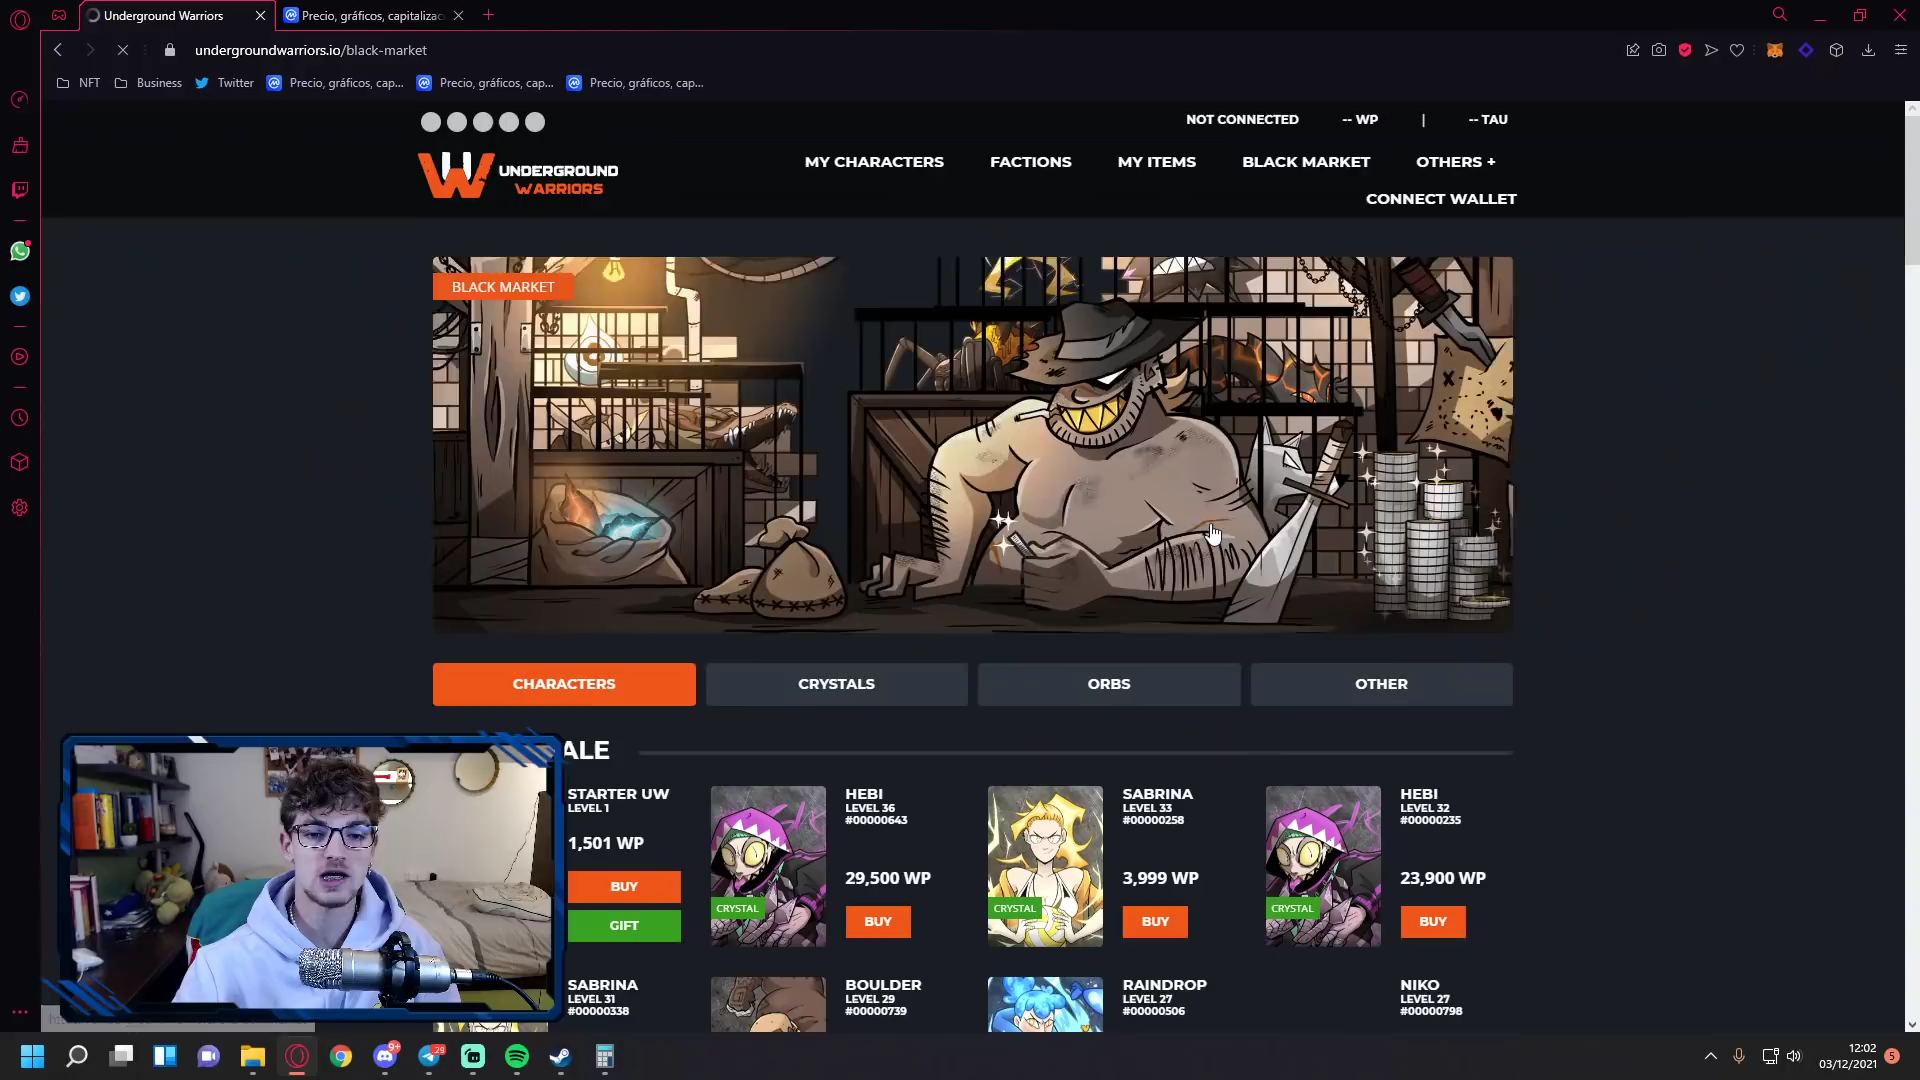 Underground Warriors
Precio, gráficos, capitalizac
undergroundwarriors.io/black-market
NFT
Business
Twitter
Precio, gráficos, cap...
Precio, gráficos, cap...
Precio, gráficos, cap...
NOT CONNECTED
-- WP
|
-- TAU
UNDERGROUND
WARRIORS
MY CHARACTERS
FACTIONS
MY ITEMS
BLACK MARKET
OTHERS +
CONNECT WALLET
BLACK MARKET
CHARACTERS
CRYSTALS
ORBS
OTHER
ALE
STARTER UW
LEVEL 1
1,501 WP
BUY
GIFT
HEBI
LEVEL 36
#00000643
29,500 WP
CRYSTAL
BUY
SABRINA
LEVEL 33
#00000258
3,999 WP
CRYSTAL
BUY
HEBI
LEVEL 32
#00000235
23,900 WP
CRYSTAL
BUY
SABRINA
LEVEL 31
#00000338
BOULDER
LEVEL 29
#00000739
RAINDROP
LEVEL 27
#00000506
NIKO
LEVEL 27
#00000798
9+
29
12:02
03/12/2021
5